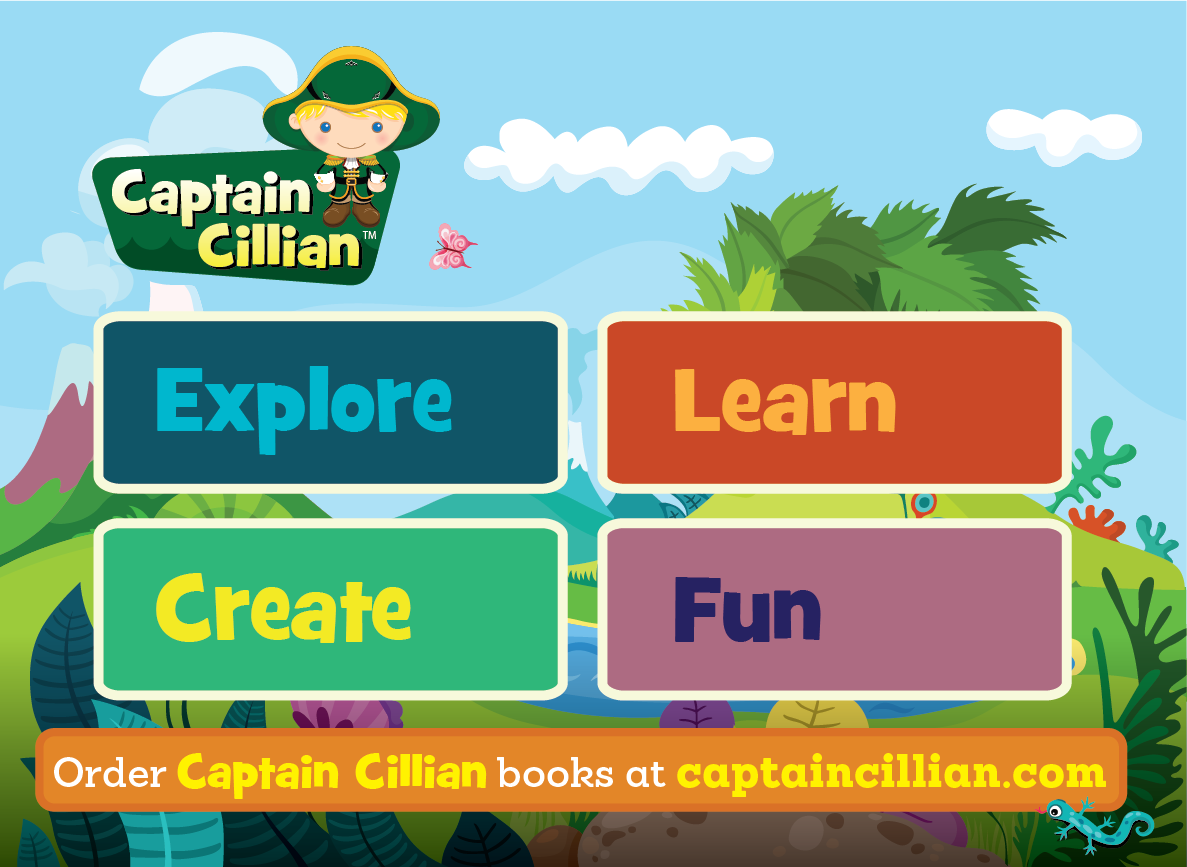 Captain
Cillian™
Explore
Learn
Create
Fun
Order Captain Cillian books at captaincillian.com